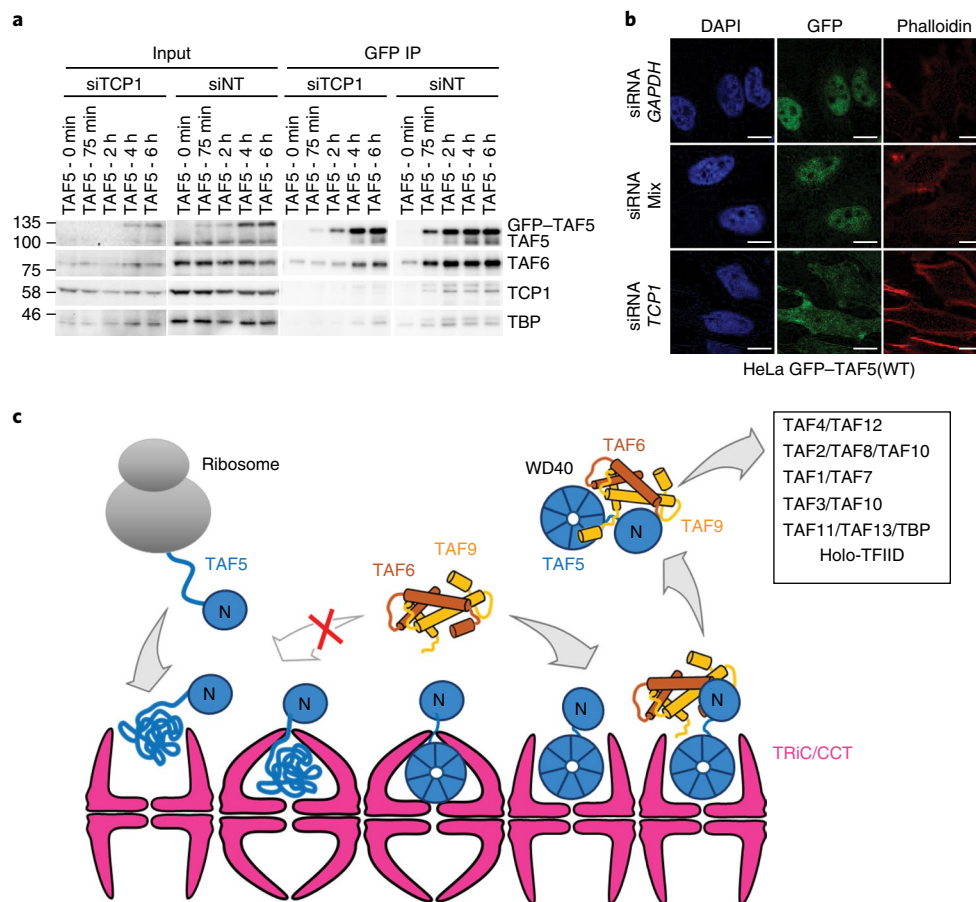 a
Input
GFP IP
siTCP1
siNT
siTCP1
siNT
TAF5 - 0 min
TAF5 - 75 min
TAF5 - 2 h
TAF5 - 4 h
TAF5 - 6 h
TAF5 - 0 min
TAF5 - 75 min
TAF5 - 2 h
TAF5 - 4 h
TAF5 - 6 h
TAF5 - 0 min
TAF5 - 75 min
TAF5 - 2 h
TAF5 - 4 h
TAF5 - 6 h
TAF5 - 0 min
TAF5 - 75 min
TAF5 - 2 h
TAF5 - 4 h
TAF5 - 6 h
135
100
75
58
46
GFP–TAF5
TAF5
TAF6
TCP1
TBP
b
DAPI
GFP
Phalloidin
siRNA
GAPDH
siRNA
Mix
siRNA
TCP1
HeLa GFP–TAF5(WT)
c
Ribosome
TAF5
N
TAF6
TAF9
WD40
TAF6
TAF9
TAF5
N
TAF4/TAF12
TAF2/TAF8/TAF10
TAF1/TAF7
TAF3/TAF10
TAF11/TAF13/TBP
Holo-TFIID
N
N
N
N
N
TRiC/CCT